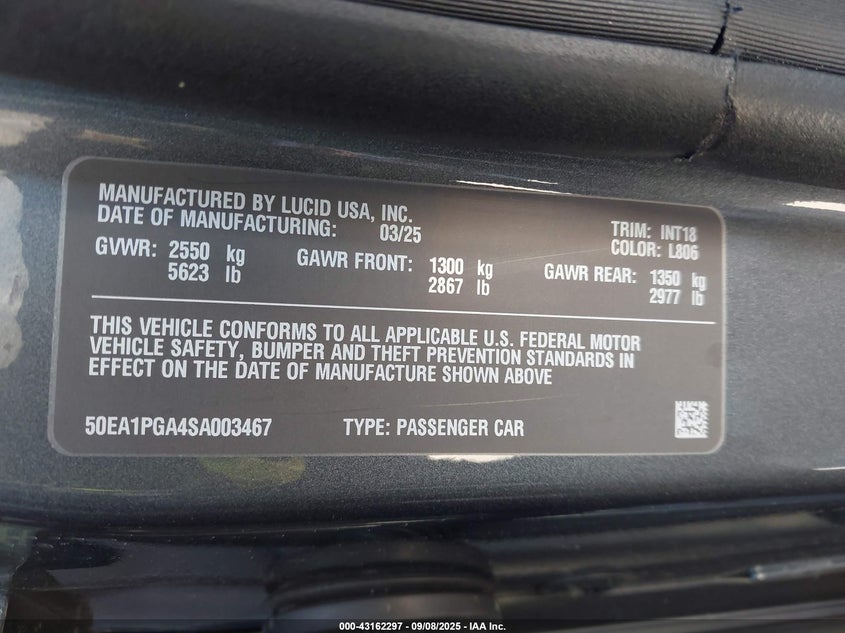 MANUFACTURED BY LUCID USA, INC.
DATE OF MANUFACTURING: 03/25
TRIM: INT18
COLOR: L806
GVWR: 2550 kg
5623 lb
GAWR FRONT: 1300 kg
2867 lb
GAWR REAR: 1350 kg
2977 lb
THIS VEHICLE CONFORMS TO ALL APPLICABLE U.S. FEDERAL MOTOR
VEHICLE SAFETY, BUMPER AND THEFT PREVENTION STANDARDS IN
EFFECT ON THE DATE OF MANUFACTURE SHOWN ABOVE
50EA1PGA4SA003467 TYPE: PASSENGER CAR
000-43162297 - 09/08/2025 - IAA Inc.